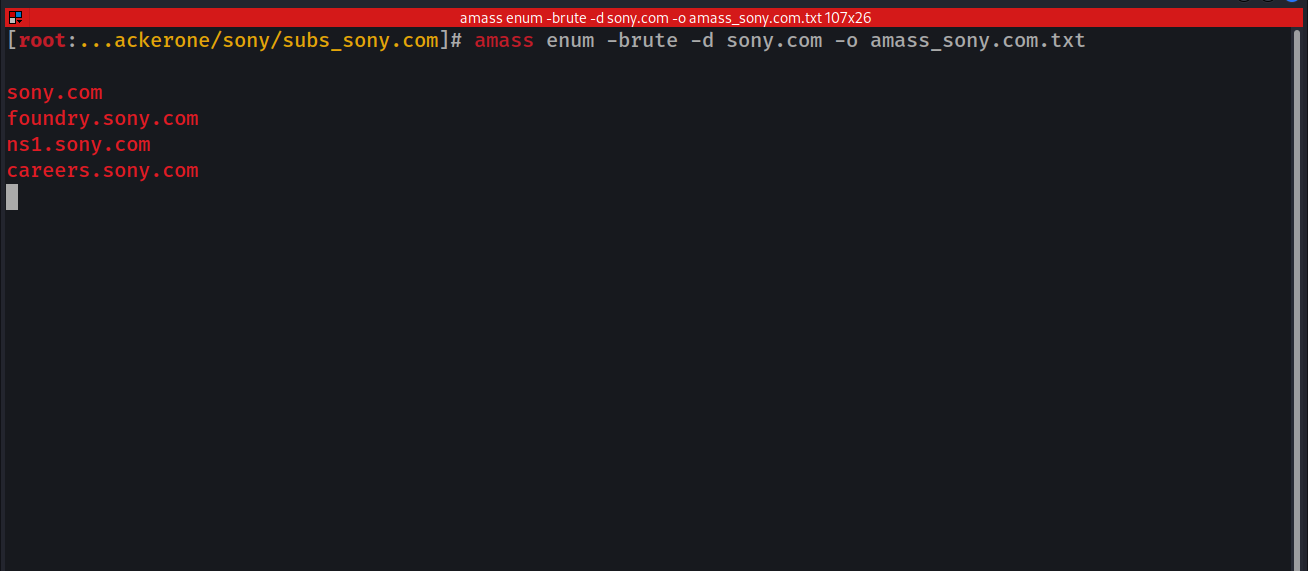 amass enum -brute -d sony.com -o amass_sony.com.txt 107x26
[root:...ackerone/sony/subs_sony.com]# amass enum -brute -d sony.com -o amass_sony.com.txt
sony.com
foundry.sony.com
ns1.sony.com
careers.sony.com